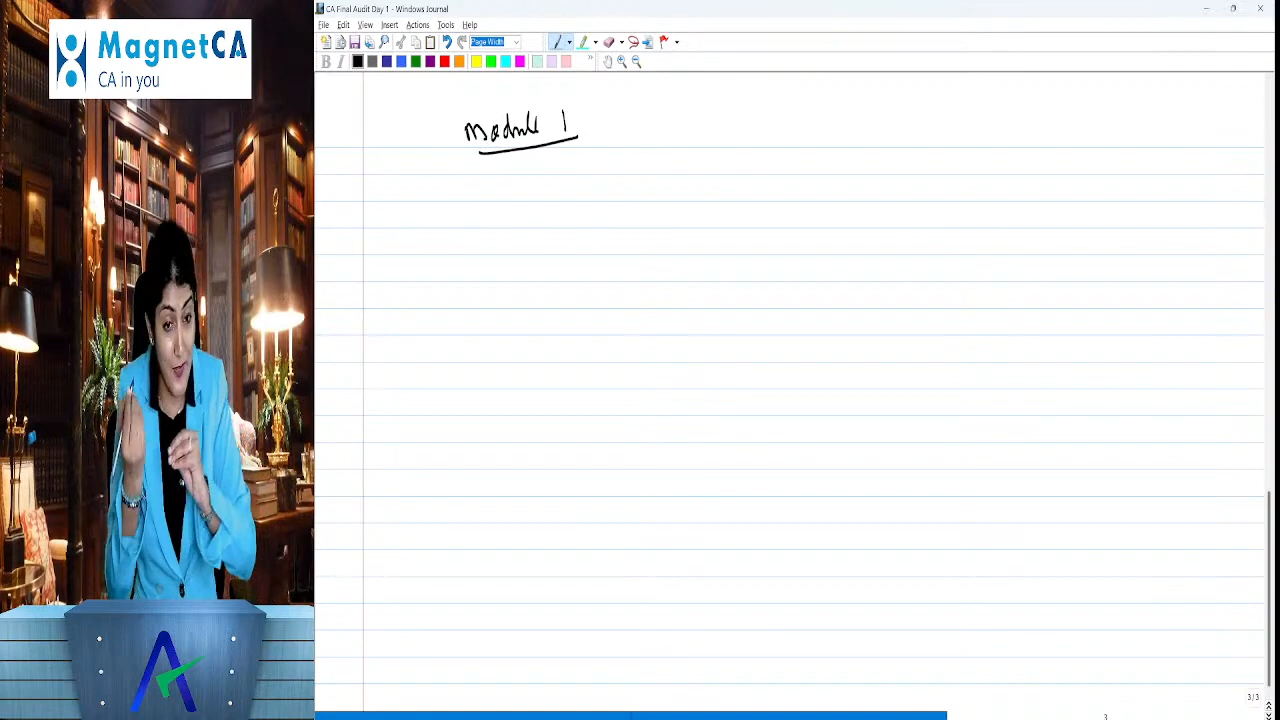 MagnetCA
CA in you
CA Final Audit Day 1 - Windows Journal
File Edit View Insert Actions Tools Help
Page Width
B I
Module 1
3/3
3